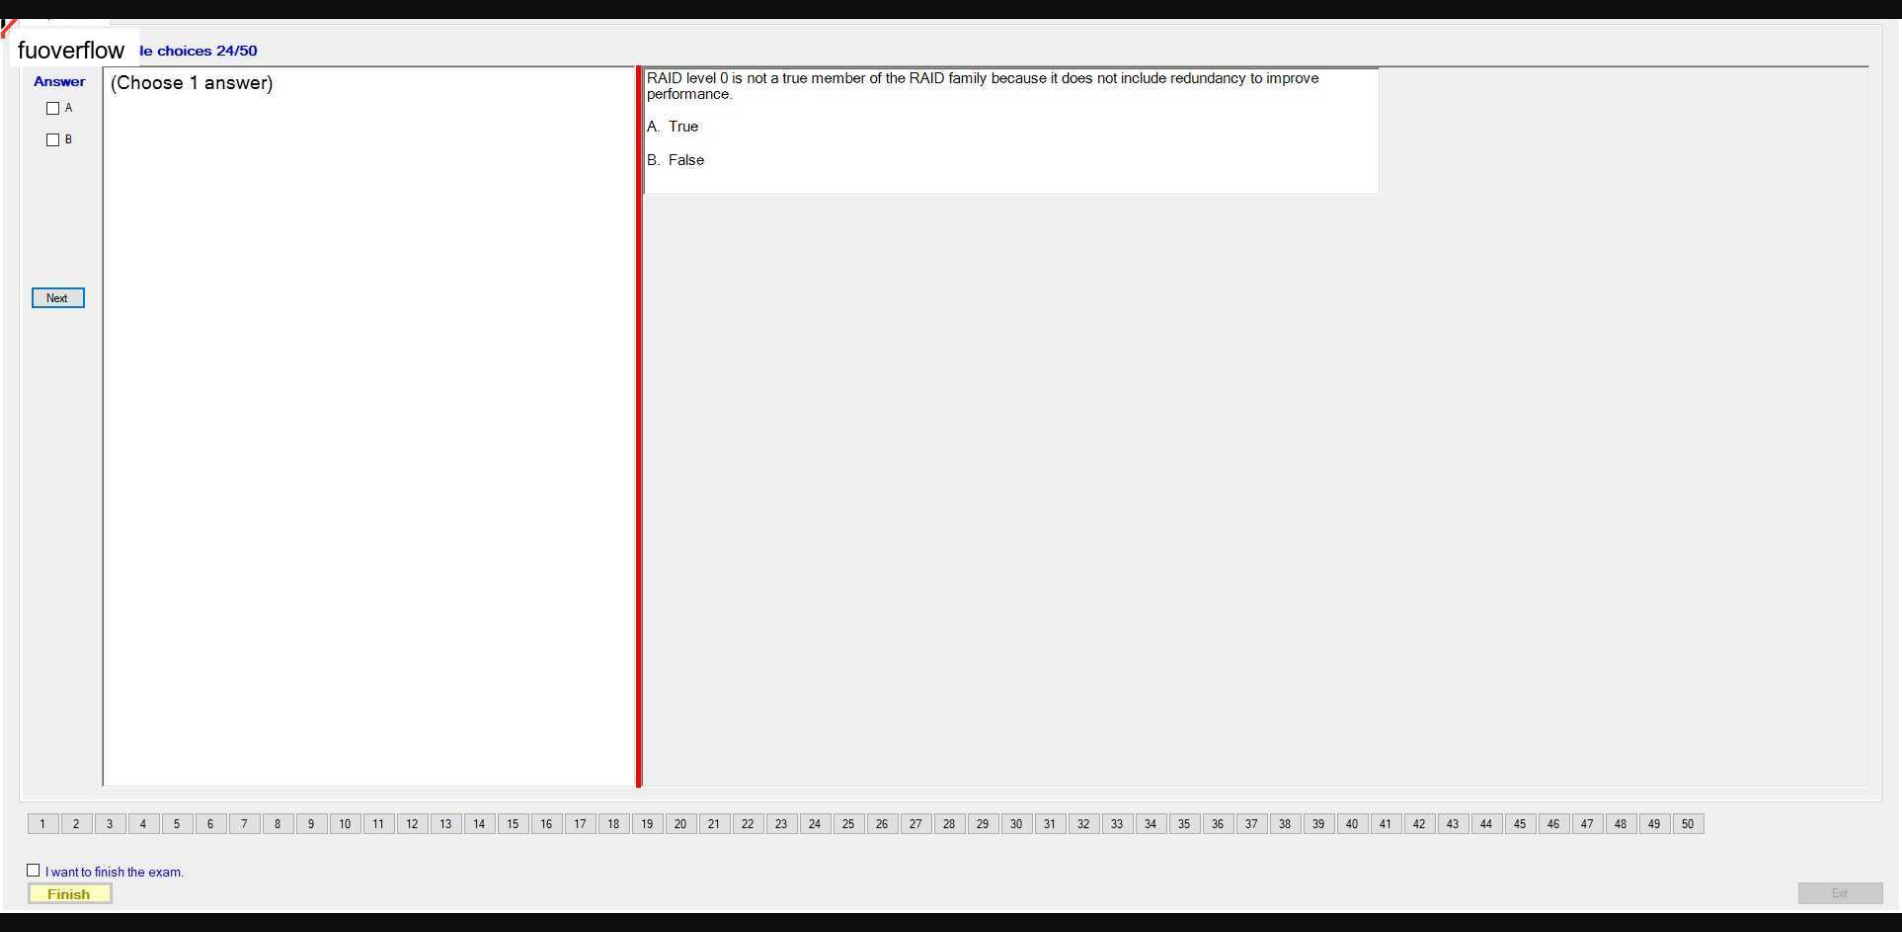 fuoverflow le choices 24/50
Answer
A
B
Next
(Choose 1 answer)
RAID level 0 is not a true member of the RAID family because it does not include redundancy to improve
performance.
A. True
B. False
1 2 3 4 5 6 7 8 9 10 11 12 13 14 15 16 17 18 19 20 21 22 23 24 25 26 27 28 29 30 31 32 33 34 35 36 37 38 39 40 41 42 43 44 45 46 47 48 49 50
I want to finish the exam.
Finish
Exit